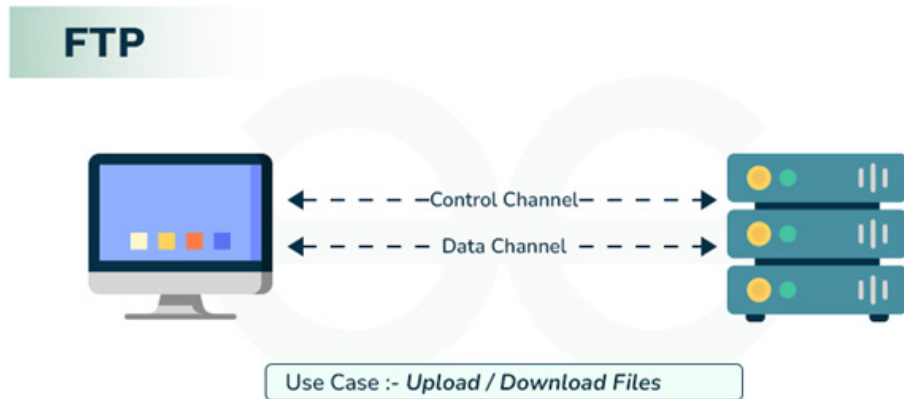 FTP
Control Channel
Data Channel
Use Case :- Upload / Download Files